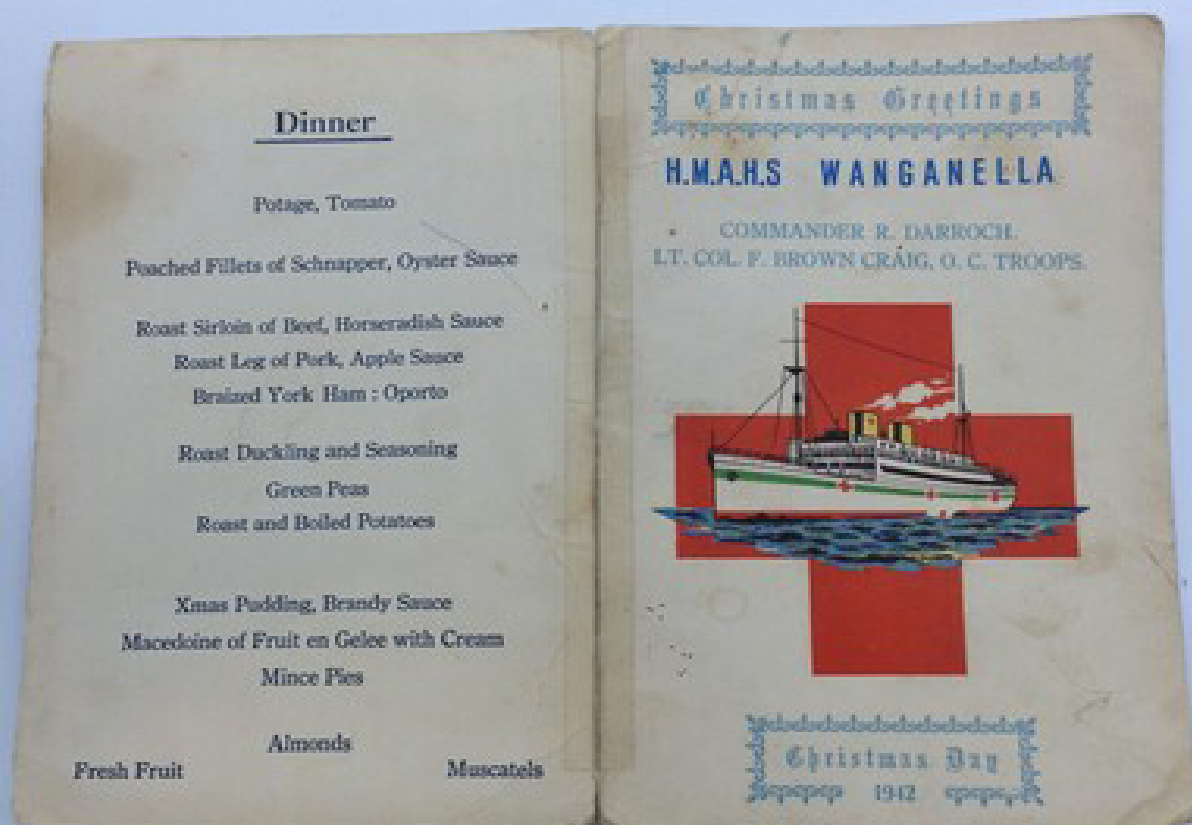 Dinner
Potage, Tomato
Poached Fillets of Schnapper, Oyster Sauce
Roast Sirloin of Beef, Horseradish Sauce
Roast Leg of Pork, Apple Sauce
Braized York Ham : Oporto
Roast Duckling and Seasoning
Green Peas
Roast and Boiled Potatoes
Xmas Pudding, Brandy Sauce
Macedoine of Fruit en Gelee with Cream
Mince Pies
Almonds
Fresh Fruit Muscatels
Christmas Greetings
H.M.A.H.S WANGANELLA
COMMANDER R. DARROCH.
LT. COL. F. BROWN CRAIG, O. C. TROOPS.
Christmas Day
1942